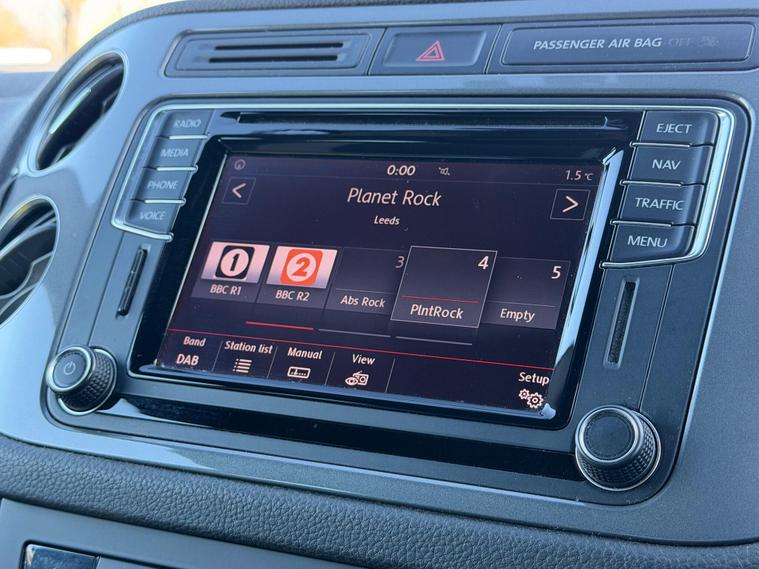 PASSENGER AIR BAG OFF
RADIO
MEDIA
PHONE
VOICE
EJECT
NAV
TRAFFIC
MENU
0:00
1.5 °C
< Planet Rock >
Leeds
1
BBC R1
2
BBC R2
3
Abs Rock
4
PlntRock
5
Empty
Band
DAB
Station list
Manual
View
Setup